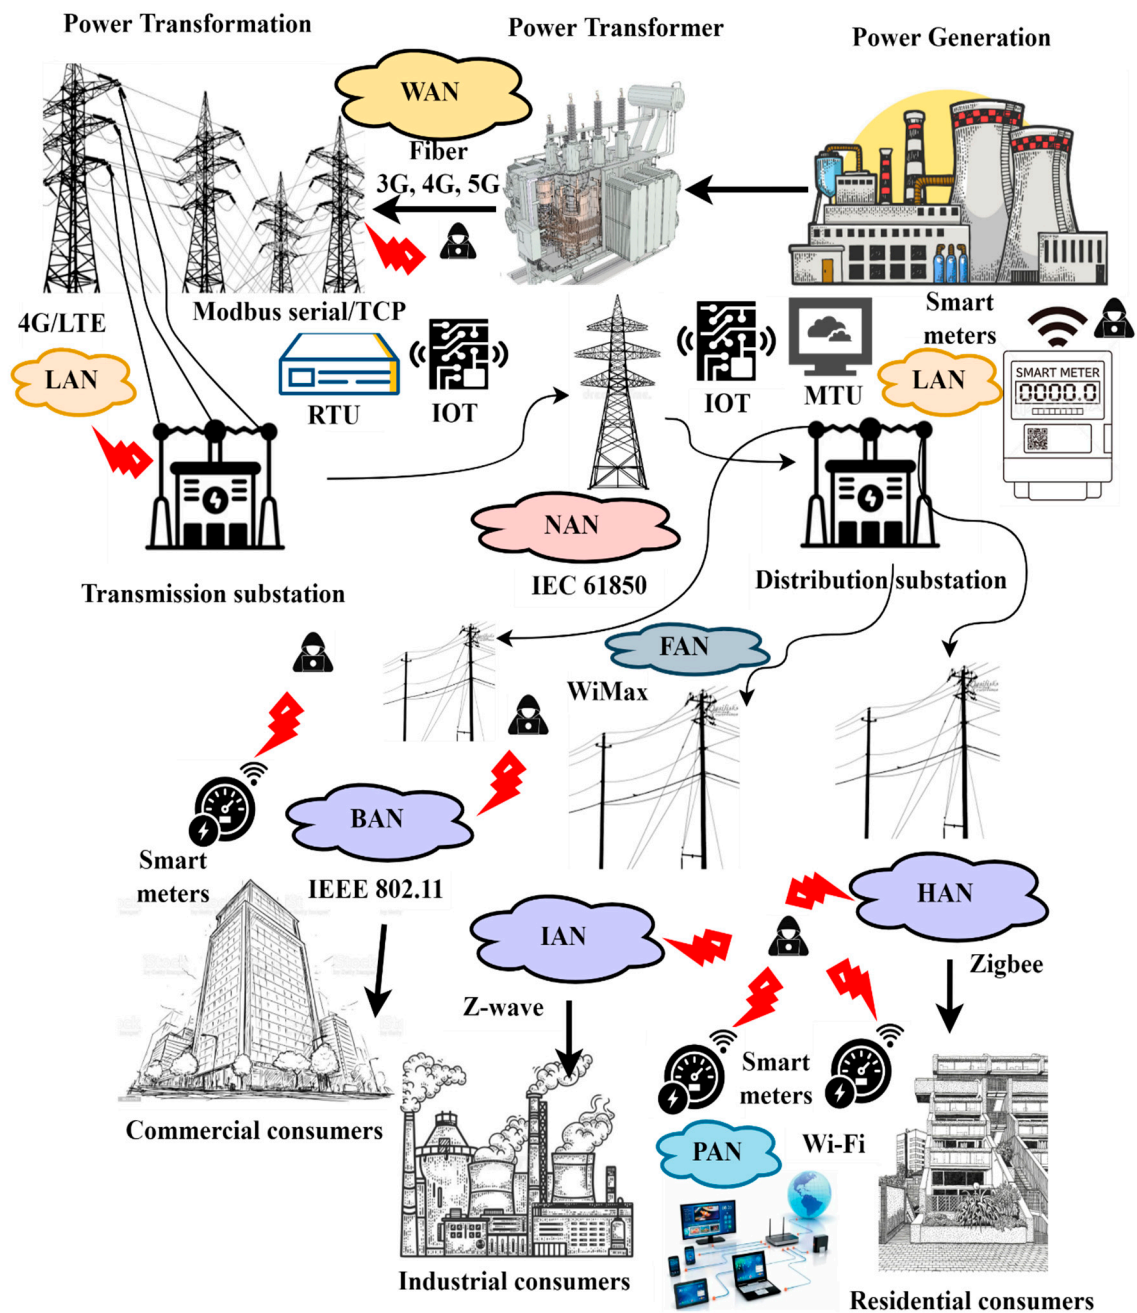 Power Transformation
Power Transformer
Power Generation
WAN
Fiber
3G, 4G, 5G
4G/LTE
Modbus serial/TCP
Smart
meters
LAN
RTU
IOT
IOT
MTU
LAN
SMART METER
0000.0
NAN
IEC 61850
Transmission substation
Distribution substation
FAN
WiMax
BAN
IEEE 802.11
Smart
meters
IAN
Z-wave
HAN
Zigbee
Smart
meters
Wi-Fi
PAN
Commercial consumers
Industrial consumers
Residential consumers